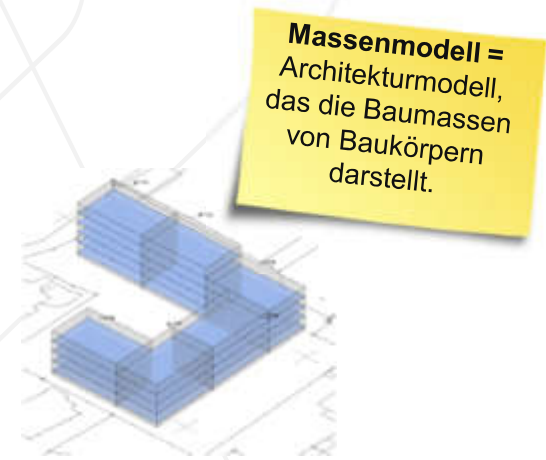 Massenmodell =
Architekturmodell,
das die Baumassen
von Baukörpern
darstellt.